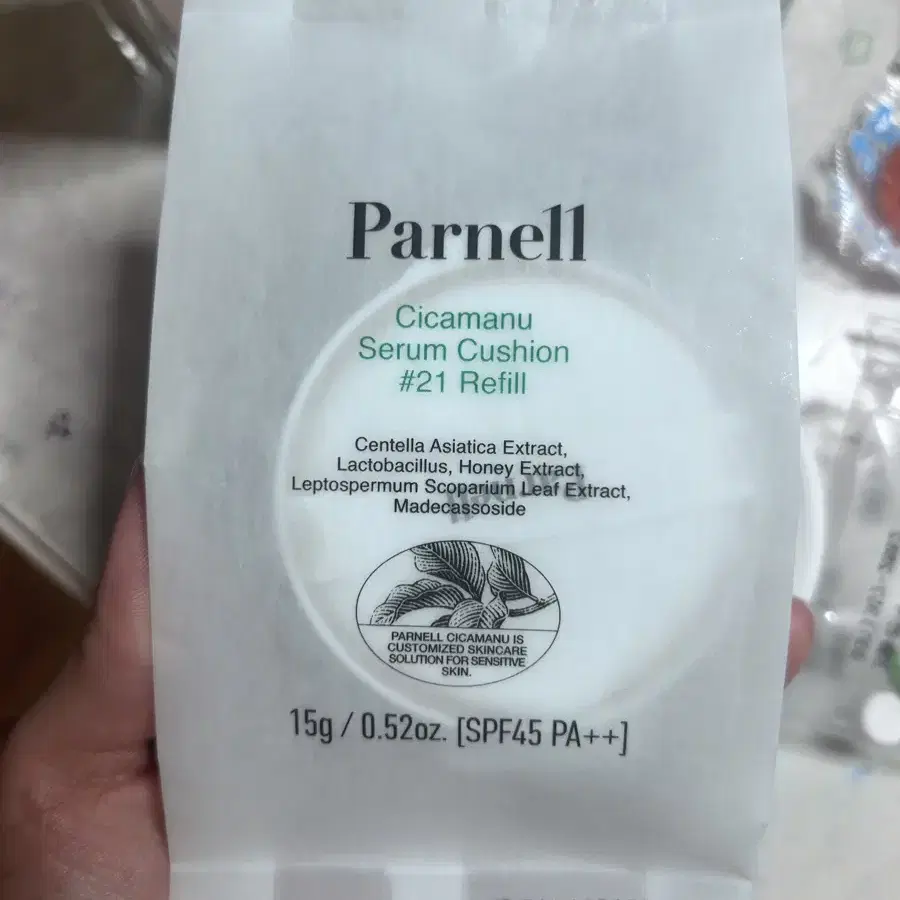 Parnell
Cicamanu
Serum Cushion
#21 Refill
Centella Asiatica Extract,
Lactobacillus, Honey Extract,
Leptospermum Scoparium Leaf Extract,
Madecassoside
PARNELL CICAMANU IS
CUSTOMIZED SKINCARE
SOLUTION FOR SENSITIVE
SKIN.
15g / 0.52oz. [SPF45 PA++]